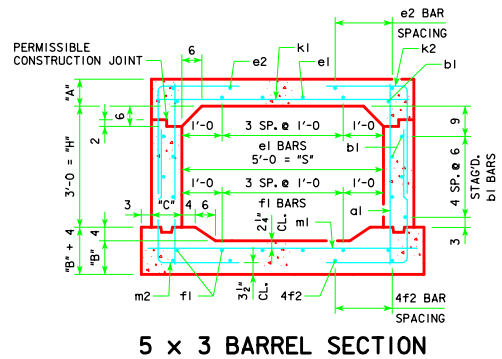 e2 BAR
SPACING
PERMISSIBLE
CONSTRUCTION JOINT
6
e2
k1
e1
k2
b1
"A"
6
2
3'-0 = "H"
1'-0
3 SP. @ 1'-0
1'-0
e1 BARS
5'-0 = "S"
b1
9
4 SP. @ 6
STAG'D.
b1 BARS
1'-0
3 SP. @ 1'-0
1'-0
f1 BARS
3
"C"
4
6
2 1/4"
CL.
m1
a1
3
"B" + 4
4
"B"
m2
f1
3 1/2"
CL.
4f2
4f2 BAR
SPACING
5 x 3 BARREL SECTION